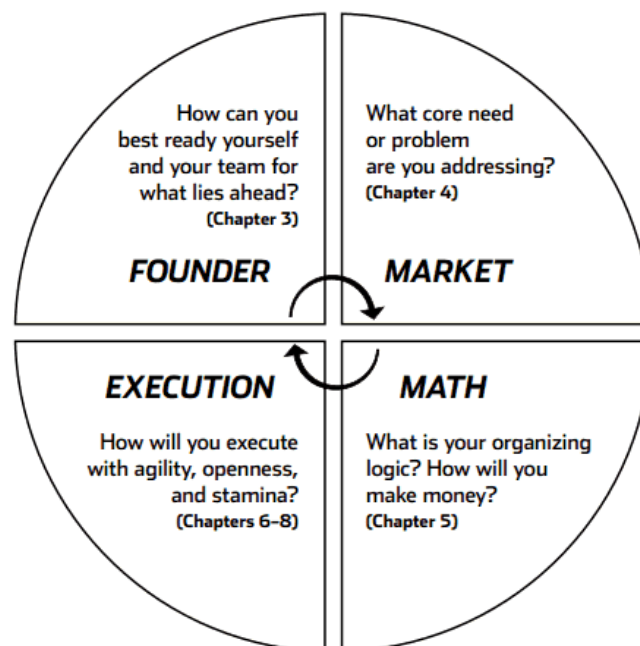 How can you
best ready yourself
and your team for
what lies ahead?
(Chapter 3)
FOUNDER
What core need
or problem
are you addressing?
(Chapter 4)
MARKET
EXECUTION
How will you execute
with agility, openness,
and stamina?
(Chapters 6–8)
MATH
What is your organizing
logic? How will you
make money?
(Chapter 5)